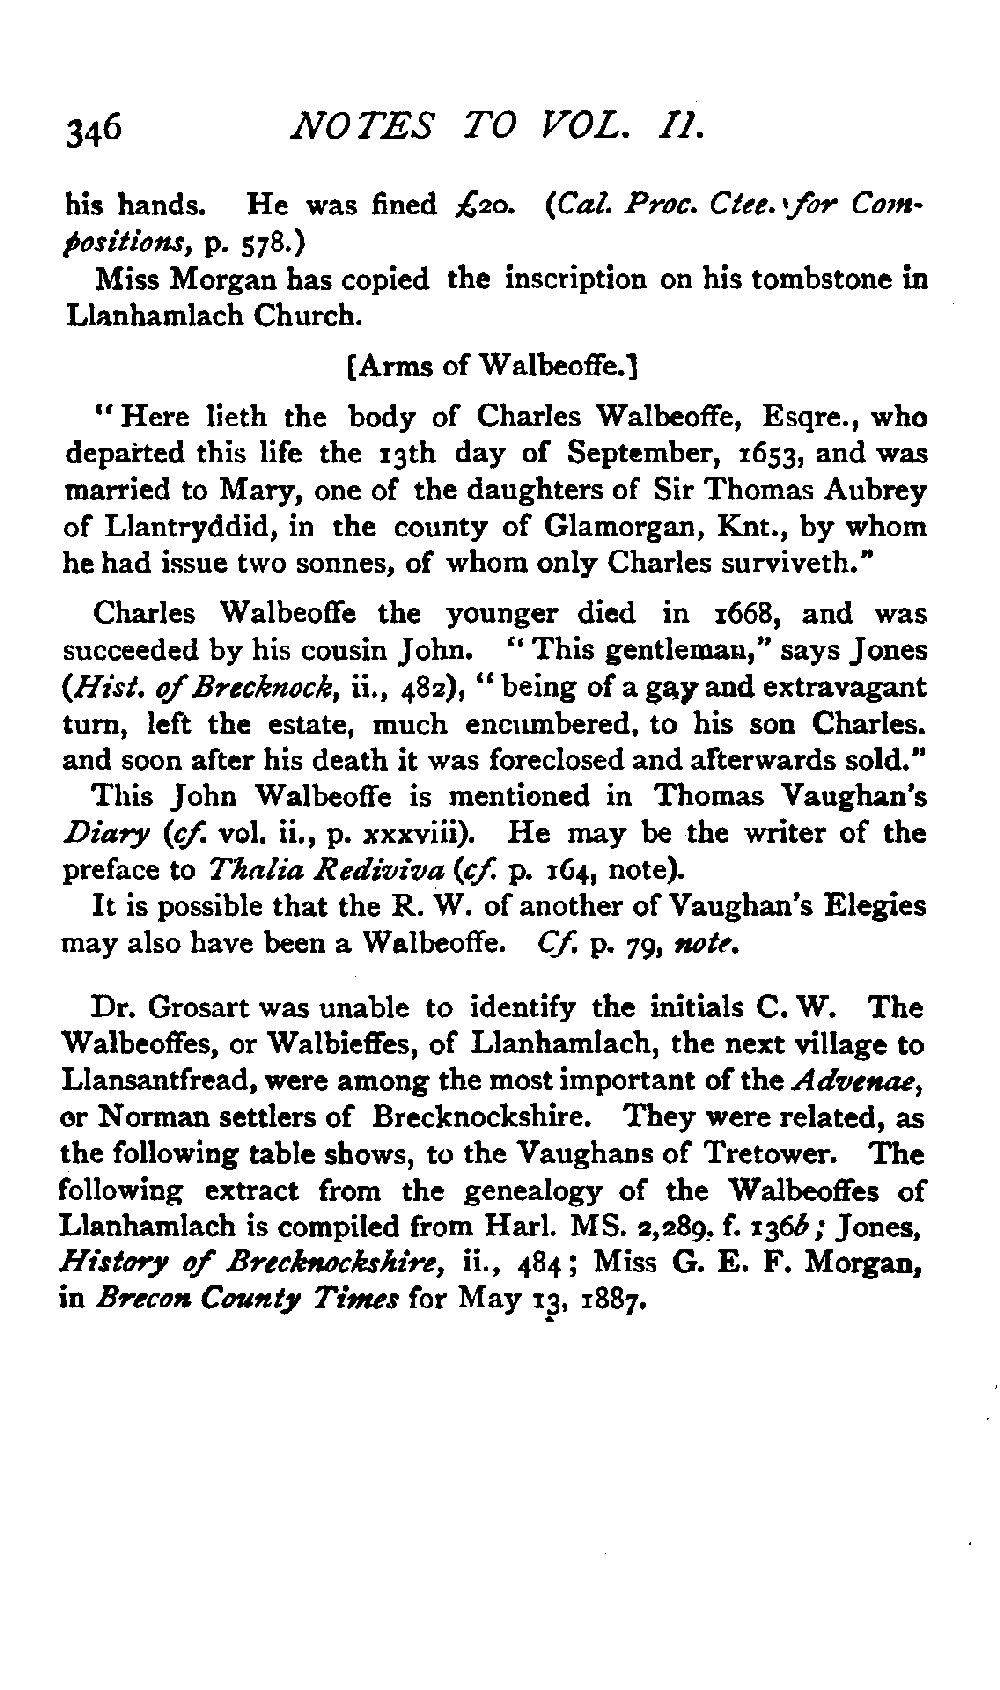 346 NOTES TO VOL. II.
his hands. He was fined £20. (Cal. Proc. Ctee. for Com-
positions, p. 578.)
Miss Morgan has copied the inscription on his tombstone in
Llanhamlach Church.
[Arms of Walbeoffe.]
"Here lieth the body of Charles Walbeoffe, Esqre., who
departed this life the 13th day of September, 1653, and was
married to Mary, one of the daughters of Sir Thomas Aubrey
of Llantryddid, in the county of Glamorgan, Knt., by whom
he had issue two sonnes, of whom only Charles surviveth."
Charles Walbeoffe the younger died in 1668, and was
succeeded by his cousin John. "This gentleman," says Jones
(Hist. of Brecknock, ii., 482), "being of a gay and extravagant
turn, left the estate, much encumbered, to his son Charles.
and soon after his death it was foreclosed and afterwards sold."
This John Walbeoffe is mentioned in Thomas Vaughan's
Diary (cf. vol. ii., p. xxxviii). He may be the writer of the
preface to Thalia Rediviva (cf. p. 164, note).
It is possible that the R. W. of another of Vaughan's Elegies
may also have been a Walbeoffe. Cf. p. 79, note.
Dr. Grosart was unable to identify the initials C. W. The
Walbeoffes, or Walbieffes, of Llanhamlach, the next village to
Llansantfread, were among the most important of the Advenae,
or Norman settlers of Brecknockshire. They were related, as
the following table shows, to the Vaughans of Tretower. The
following extract from the genealogy of the Walbeoffes of
Llanhamlach is compiled from Harl. MS. 2,289, f. 136b; Jones,
History of Brecknockshire, ii., 484; Miss G. E. F. Morgan,
in Brecon County Times for May 13, 1887.